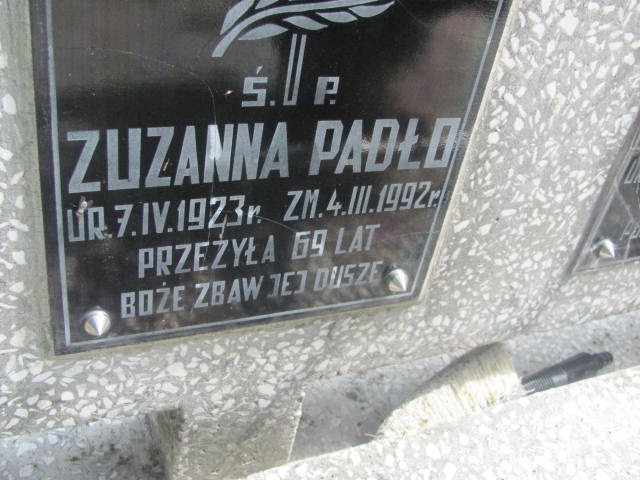 Ś. P.
ZUZANNA PADŁO
UR. 7.IV.1923r. ZM. 4.III.1992r.
PRZEŻYŁA 69 LAT
BOŻE ZBAW JEJ DUSZĘ